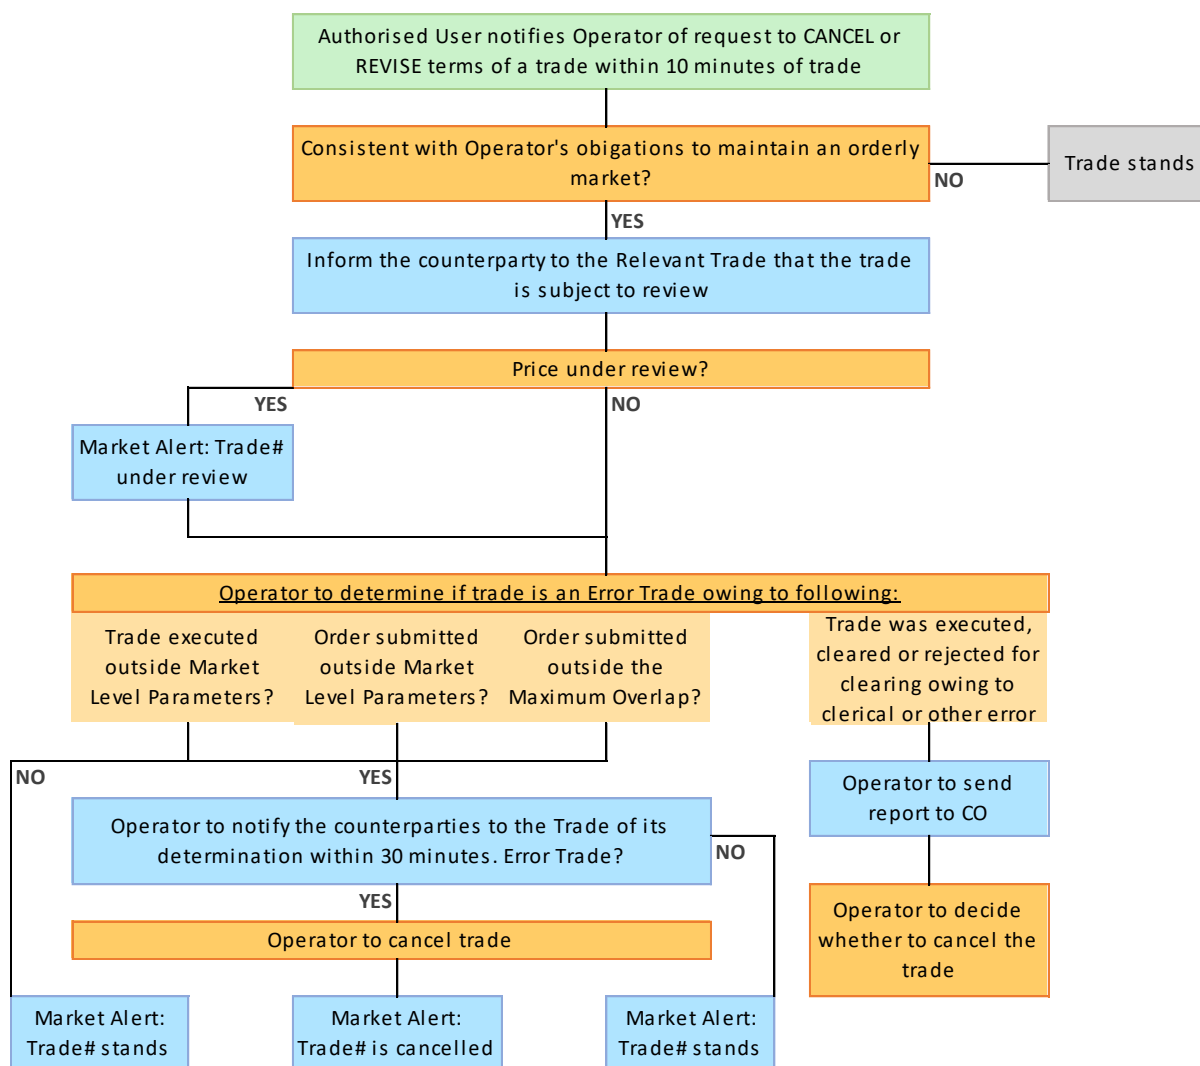 Authorised User notifies Operator of request to CANCEL or
REVISE terms of a trade within 10 minutes of trade
Consistent with Operator's obigations to maintain an orderly
market?
NO
Trade stands
YES
Inform the counterparty to the Relevant Trade that the trade
is subject to review
Price under review?
YES
NO
Market Alert: Trade#
under review
Operator to determine if trade is an Error Trade owing to following:
Trade executed
outside Market
Level Parameters?
Order submitted
outside Market
Level Parameters?
Order submitted
outside the
Maximum Overlap?
Trade was executed,
cleared or rejected for
clearing owing to
clerical or other error
NO
YES
Operator to send
report to CO
Operator to notify the counterparties to the Trade of its
determination within 30 minutes. Error Trade?
NO
YES
Operator to decide
whether to cancel the
trade
Operator to cancel trade
Market Alert:
Trade# stands
Market Alert:
Trade# is cancelled
Market Alert:
Trade# stands